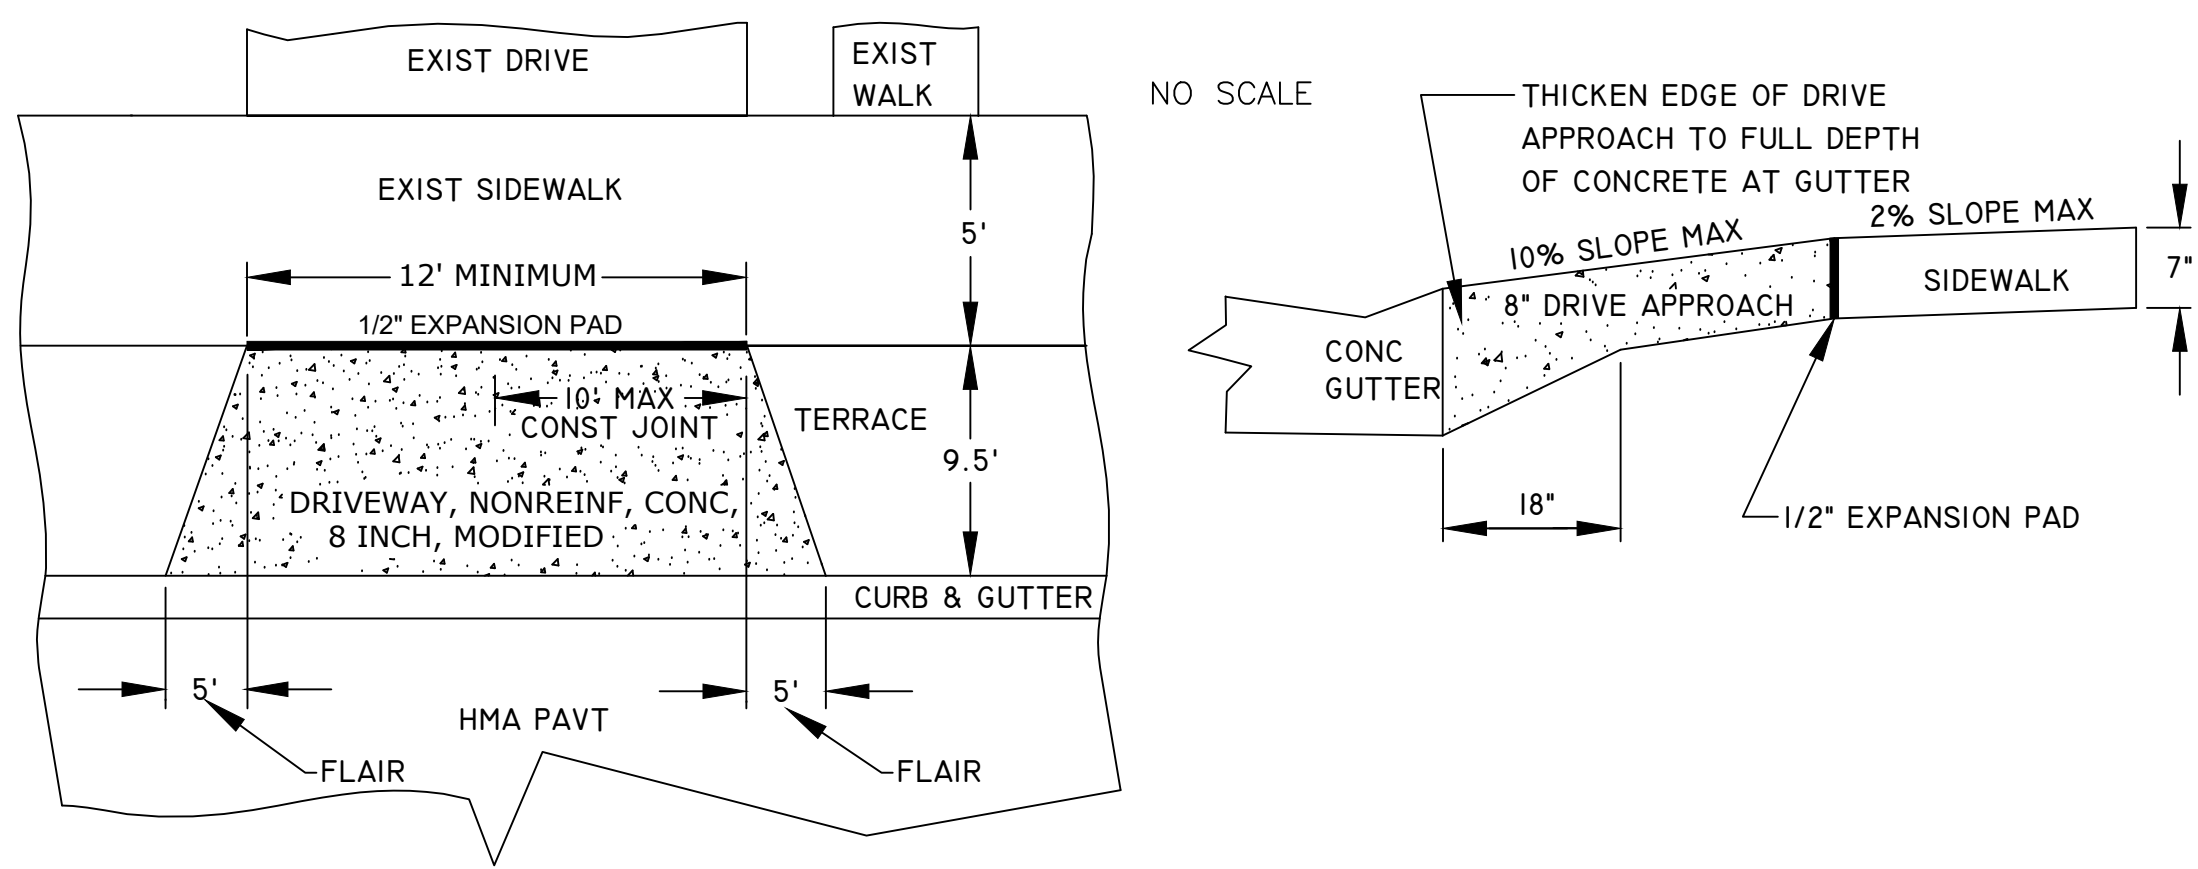 EXIST DRIVE
EXIST
WALK
EXIST SIDEWALK
5'
12' MINIMUM
1/2" EXPANSION PAD
10' MAX
CONST JOINT
TERRACE
9.5'
DRIVEWAY, NONREINF, CONC,
8 INCH, MODIFIED
CURB & GUTTER
5'
5'
HMA PAVT
FLAIR
FLAIR
NO SCALE
THICKEN EDGE OF DRIVE
APPROACH TO FULL DEPTH
OF CONCRETE AT GUTTER
10% SLOPE MAX
2% SLOPE MAX
7"
SIDEWALK
8" DRIVE APPROACH
CONC
GUTTER
18"
1/2" EXPANSION PAD